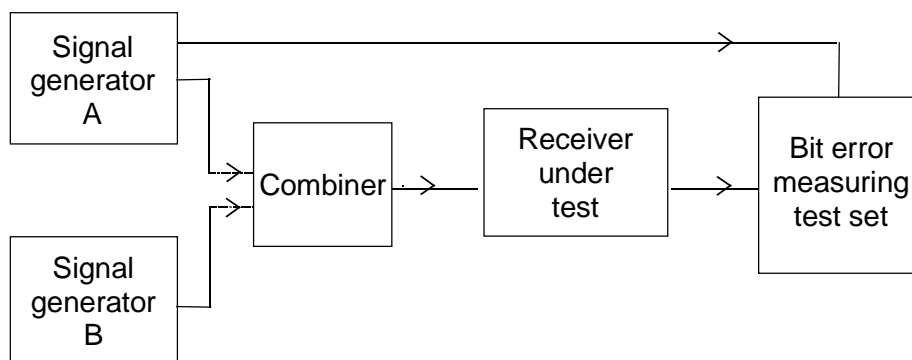 Signal
generator
A
Combiner
Receiver
under
test
Bit error
measuring
test set
Signal
generator
B